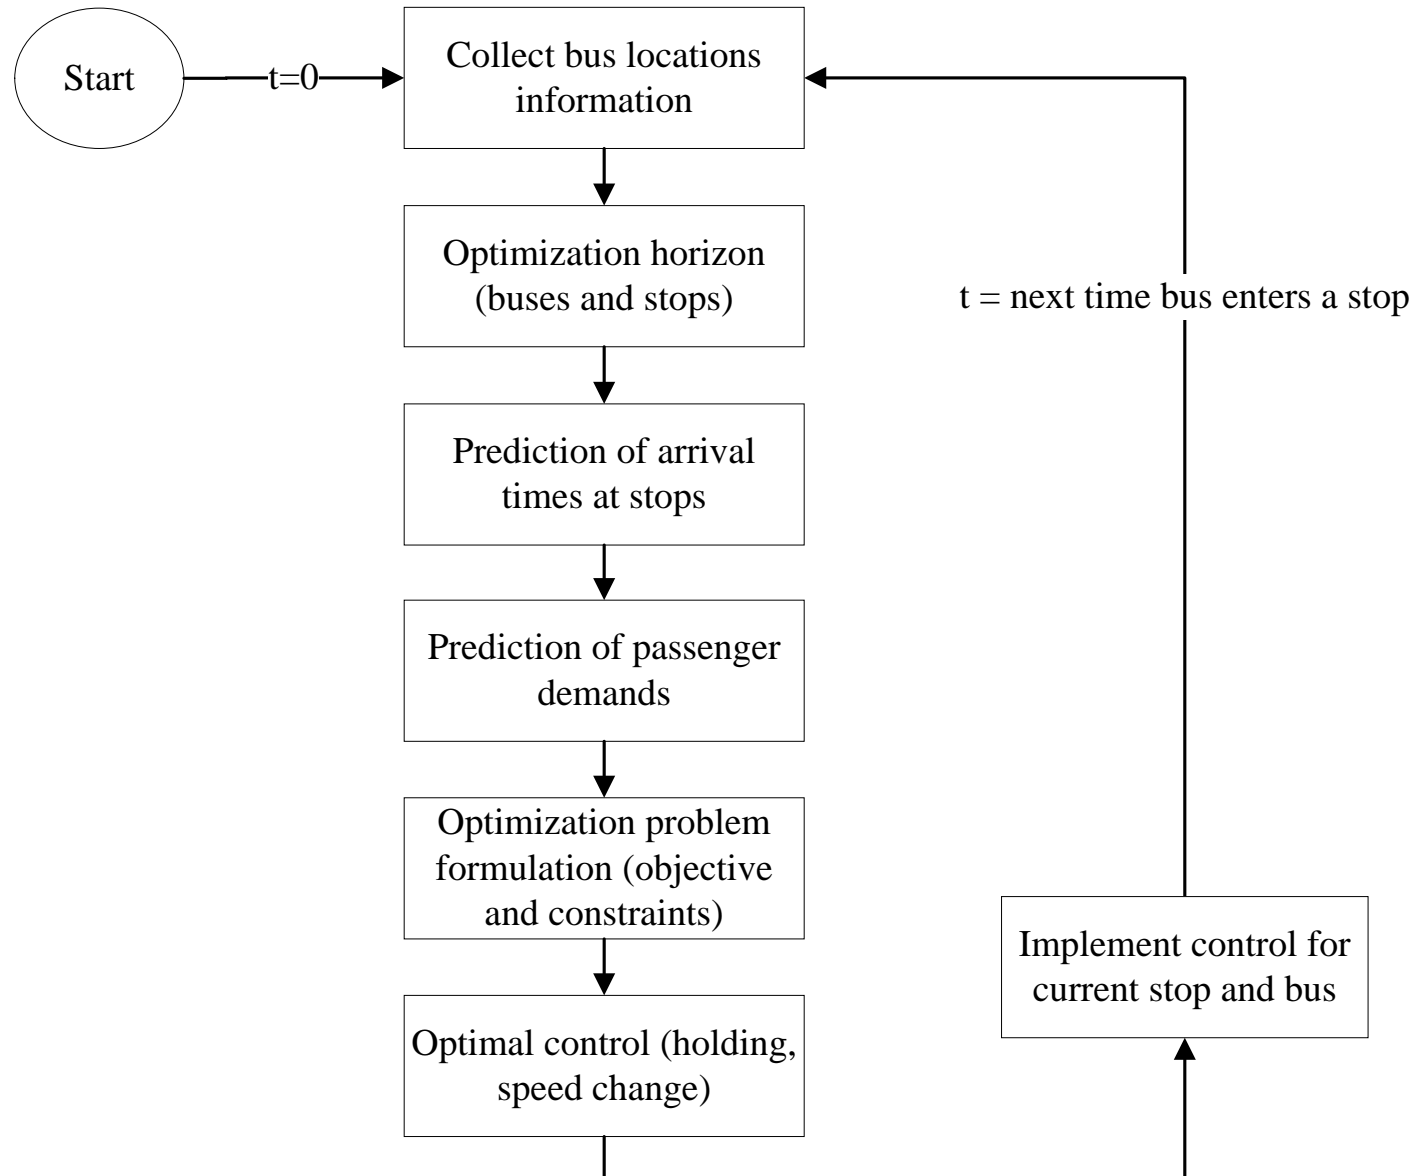 Start
t=0
Collect bus locations
information
Optimization horizon
(buses and stops)
t = next time bus enters a stop
Prediction of arrival
times at stops
Prediction of passenger
demands
Optimization problem
formulation (objective
and constraints)
Implement control for
current stop and bus
Optimal control (holding,
speed change)